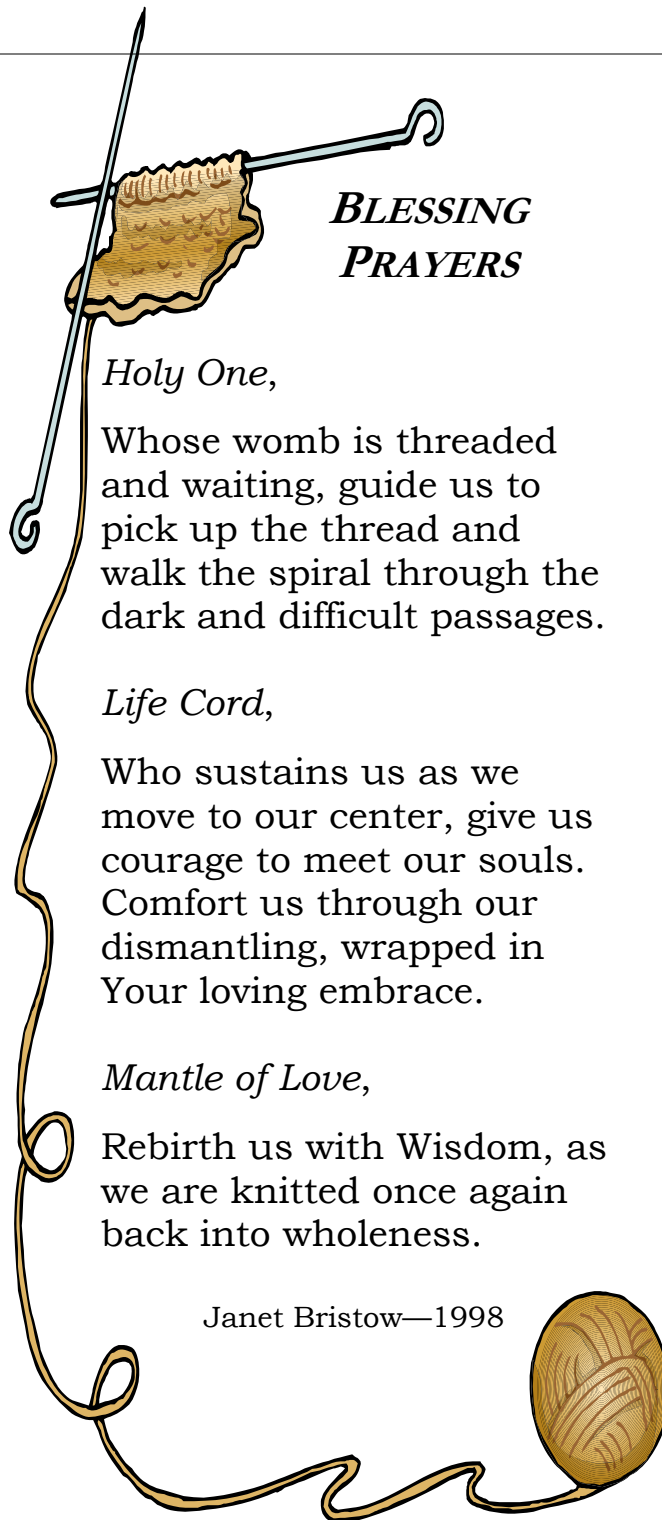 BLESSING
PRAYERS
Holy One,
Whose womb is threaded
and waiting, guide us to
pick up the thread and
walk the spiral through the
dark and difficult passages.
Life Cord,
Who sustains us as we
move to our center, give us
courage to meet our souls.
Comfort us through our
dismantling, wrapped in
Your loving embrace.
Mantle of Love,
Rebirth us with Wisdom, as
we are knitted once again
back into wholeness.
Janet Bristow—1998